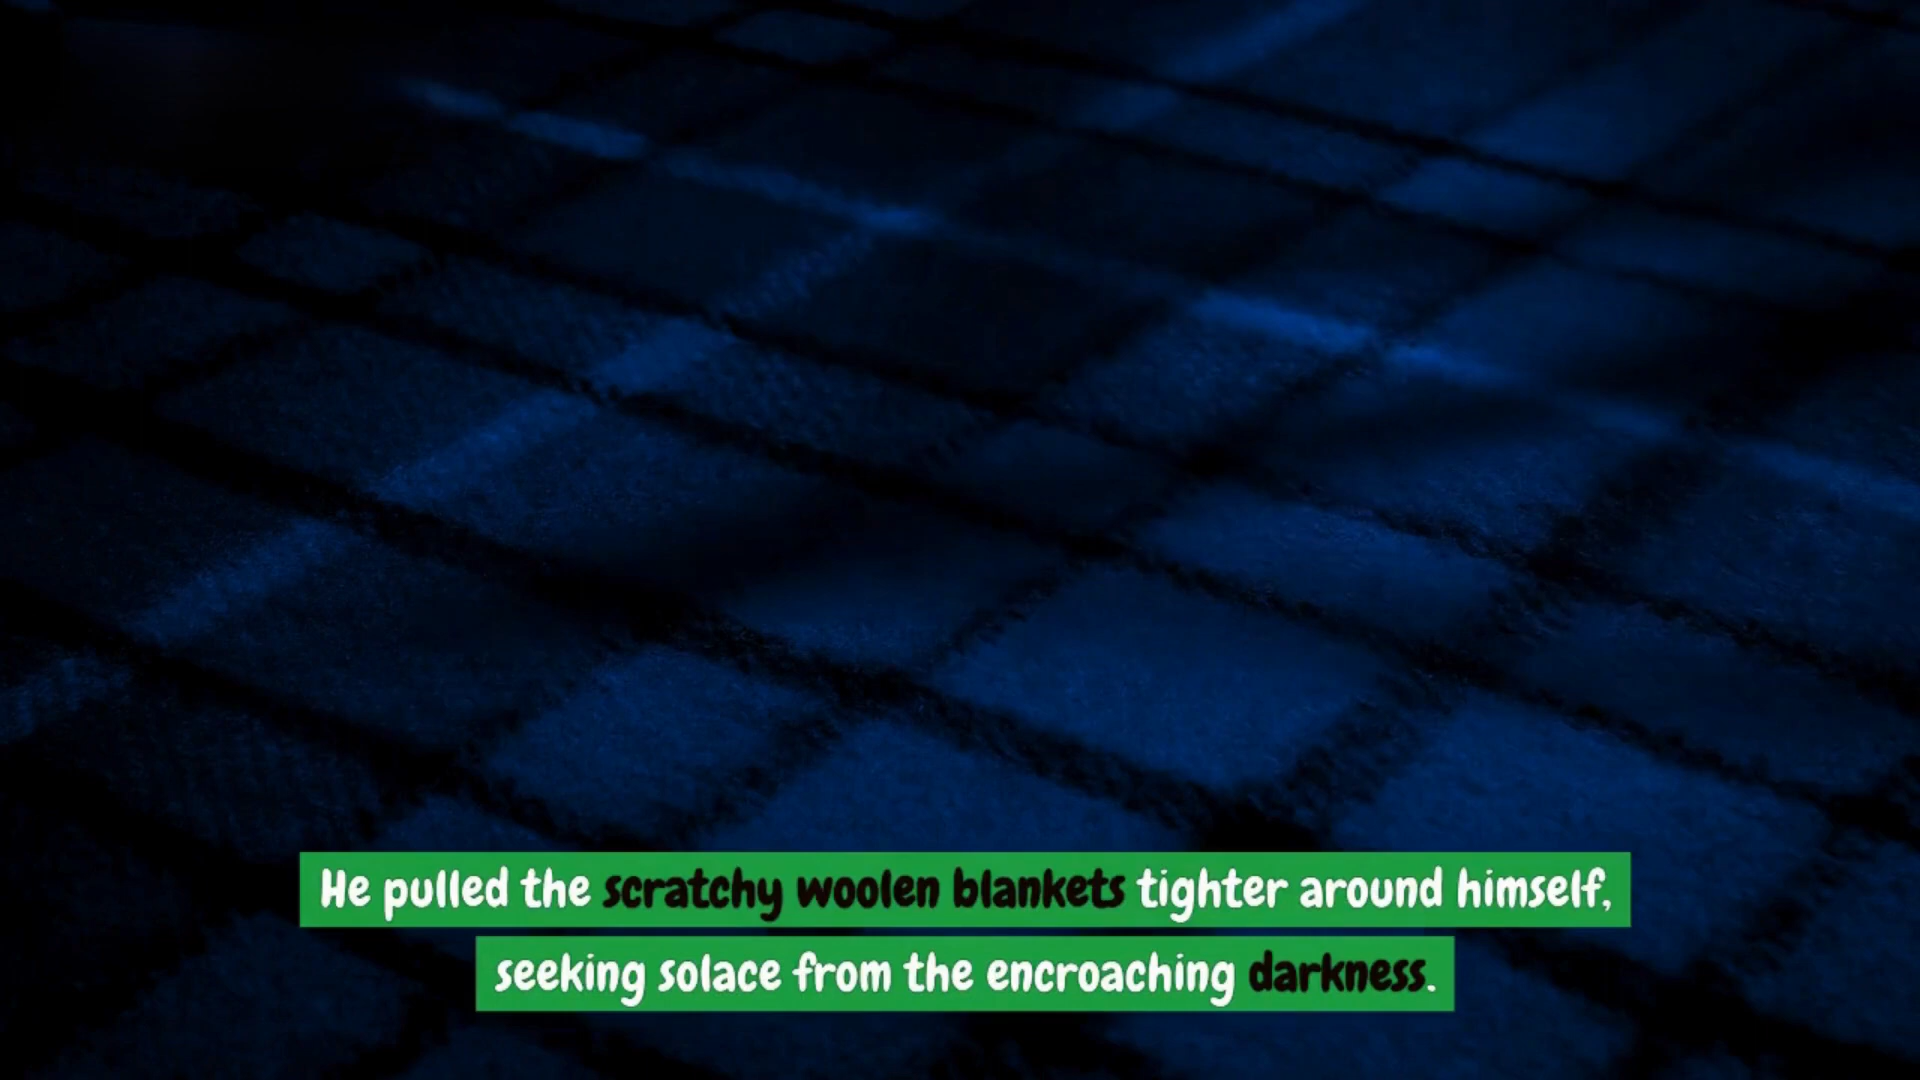 He pulled the scratchy woolen blankets tighter around himself,
seeking solace from the encroaching darkness.